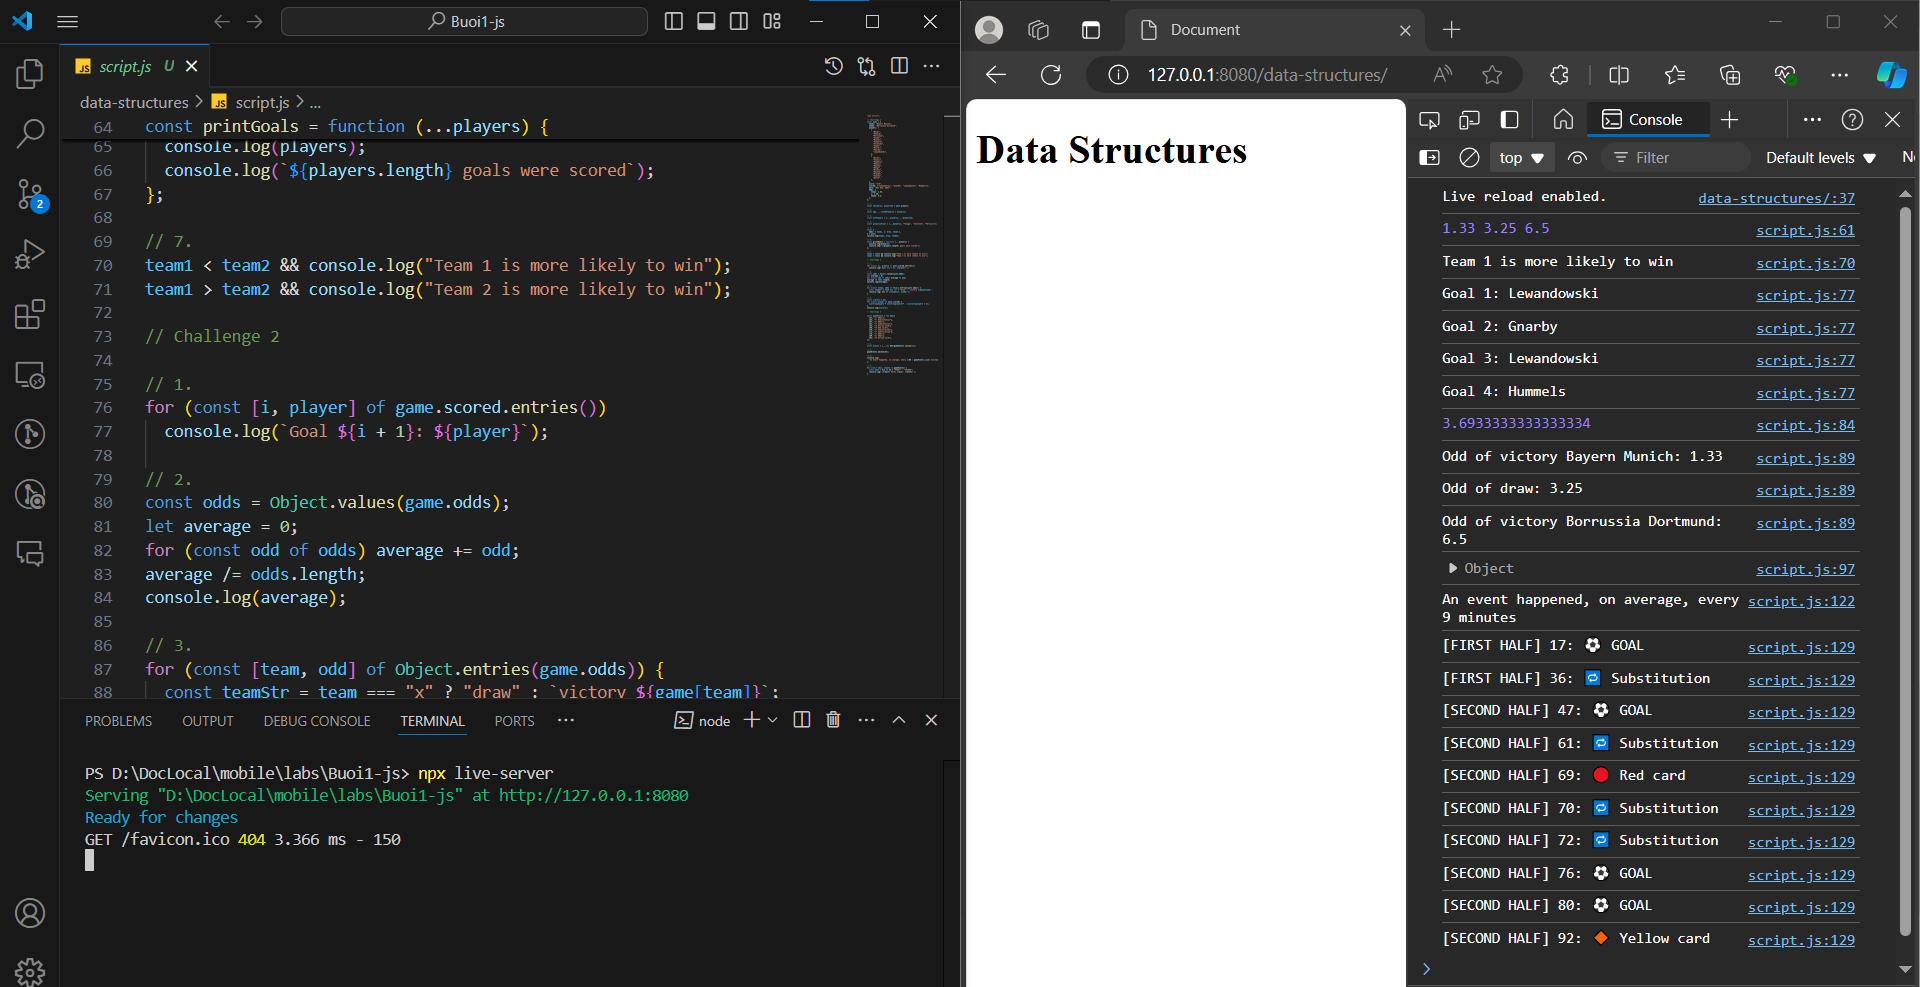 Buoi1-js
script.js U
data-structures > script.js > ...
64 const printGoals = function (...players) {
65 console.log(players);
66 console.log(`${players.length} goals were scored`);
67 };
68
69 // 7.
70 team1 < team2 && console.log("Team 1 is more likely to win");
71 team1 > team2 && console.log("Team 2 is more likely to win");
72
73 // Challenge 2
74
75 // 1.
76 for (const [i, player] of game.scored.entries())
77 console.log(`Goal ${i + 1}: ${player}`);
78
79 // 2.
80 const odds = Object.values(game.odds);
81 let average = 0;
82 for (const odd of odds) average += odd;
83 average /= odds.length;
84 console.log(average);
85
86 // 3.
87 for (const [team, odd] of Object.entries(game.odds)) {
88 const teamStr = team === "x" ? "draw" : `victory ${game[team]}`;
2
PROBLEMS OUTPUT DEBUG CONSOLE TERMINAL PORTS ... node
PS D:\DocLocal\mobile\labs\Buoi1-js> npx live-server
Serving "D:\DocLocal\mobile\labs\Buoi1-js" at http://127.0.0.1:8080
Ready for changes
GET /favicon.ico 404 3.366 ms - 150
Document
127.0.0.1:8080/data-structures/
Data Structures
Console
top Filter Default levels
Live reload enabled. data-structures/:37
1.33 3.25 6.5 script.js:61
Team 1 is more likely to win script.js:70
Goal 1: Lewandowski script.js:77
Goal 2: Gnarby script.js:77
Goal 3: Lewandowski script.js:77
Goal 4: Hummels script.js:77
3.6933333333333334 script.js:84
Odd of victory Bayern Munich: 1.33 script.js:89
Odd of draw: 3.25 script.js:89
Odd of victory Borrussia Dortmund: script.js:89
6.5
Object script.js:97
An event happened, on average, every script.js:122
9 minutes
[FIRST HALF] 17: ⚽ GOAL script.js:129
[FIRST HALF] 36: 🔁 Substitution script.js:129
[SECOND HALF] 47: ⚽ GOAL script.js:129
[SECOND HALF] 61: 🔁 Substitution script.js:129
[SECOND HALF] 69: 🔴 Red card script.js:129
[SECOND HALF] 70: 🔁 Substitution script.js:129
[SECOND HALF] 72: 🔁 Substitution script.js:129
[SECOND HALF] 76: ⚽ GOAL script.js:129
[SECOND HALF] 80: ⚽ GOAL script.js:129
[SECOND HALF] 92: 🔶 Yellow card script.js:129